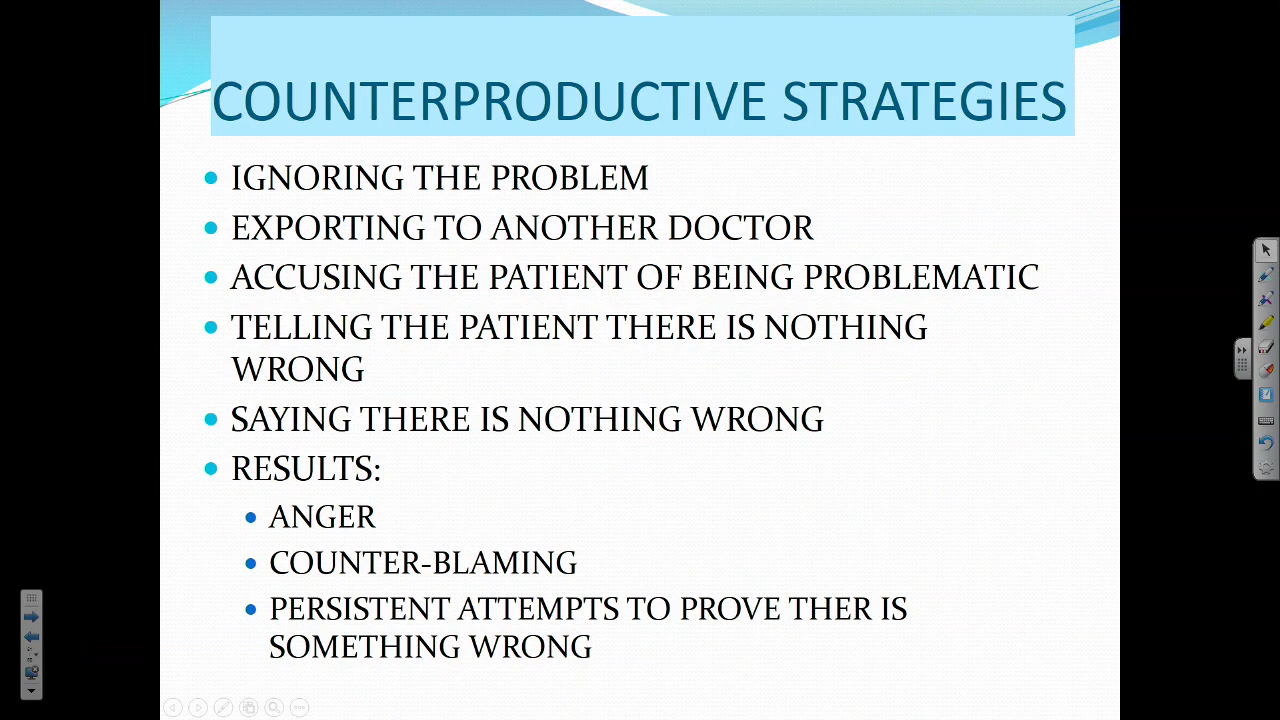 COUNTERPRODUCTIVE STRATEGIES
IGNORING THE PROBLEM
EXPORTING TO ANOTHER DOCTOR
ACCUSING THE PATIENT OF BEING PROBLEMATIC
TELLING THE PATIENT THERE IS NOTHING
WRONG
SAYING THERE IS NOTHING WRONG
RESULTS:
ANGER
COUNTER-BLAMING
PERSISTENT ATTEMPTS TO PROVE THER IS
SOMETHING WRONG